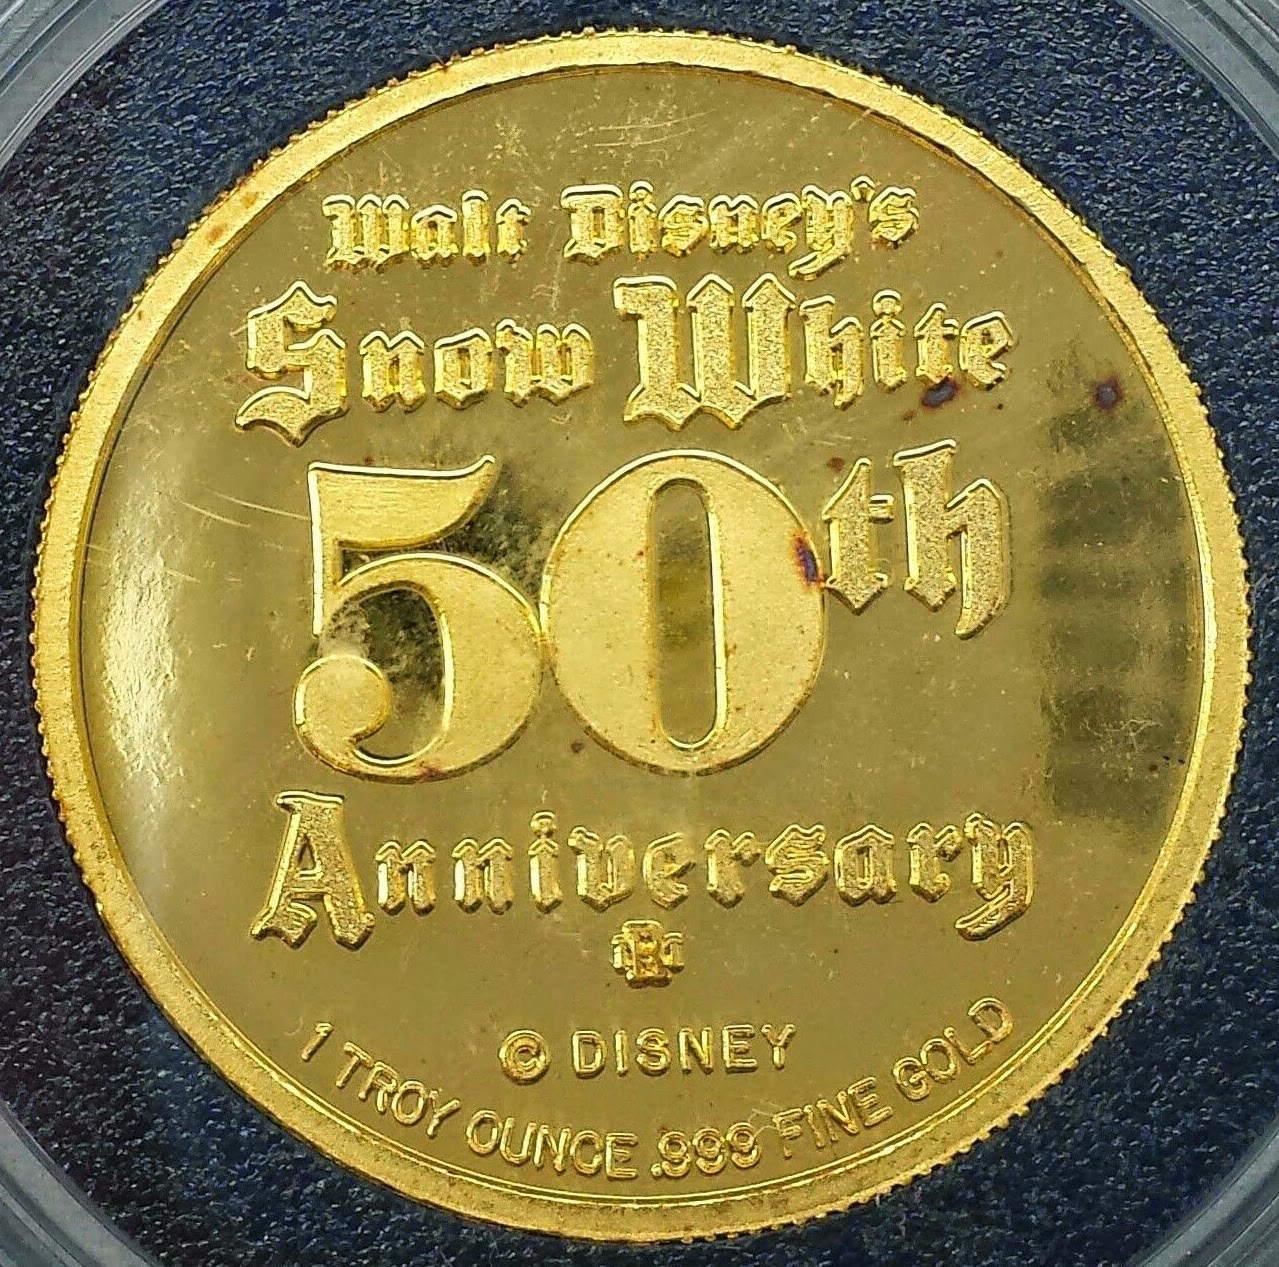 Walt Disney's
Snow White
50th
Anniversary
© DISNEY
1 TROY OUNCE .999 FINE GOLD